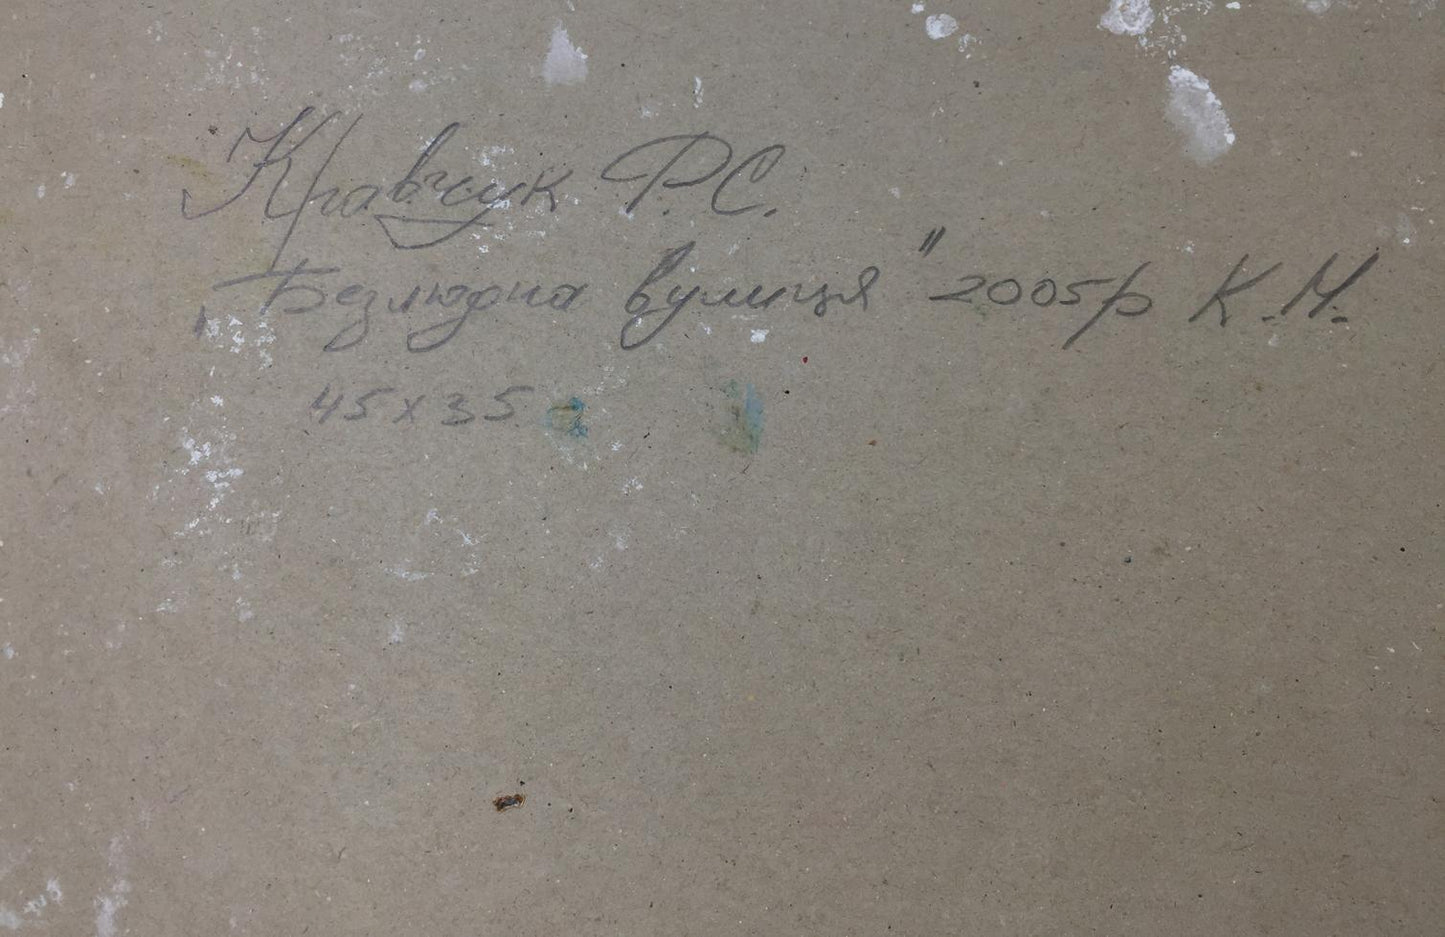 Кравчук Р.С.
"Безлюдна вулиця" 2005р К.М.
45х35